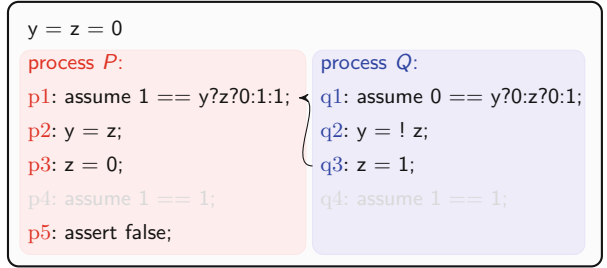 y = z = 0
process P:
p1: assume 1 == y?z?0:1:1;
p2: y = z;
p3: z = 0;
p4: assume 1 == 1;
p5: assert false;
process Q:
q1: assume 0 == y?0:z?0:1;
q2: y = ! z;
q3: z = 1;
q4: assume 1 == 1;